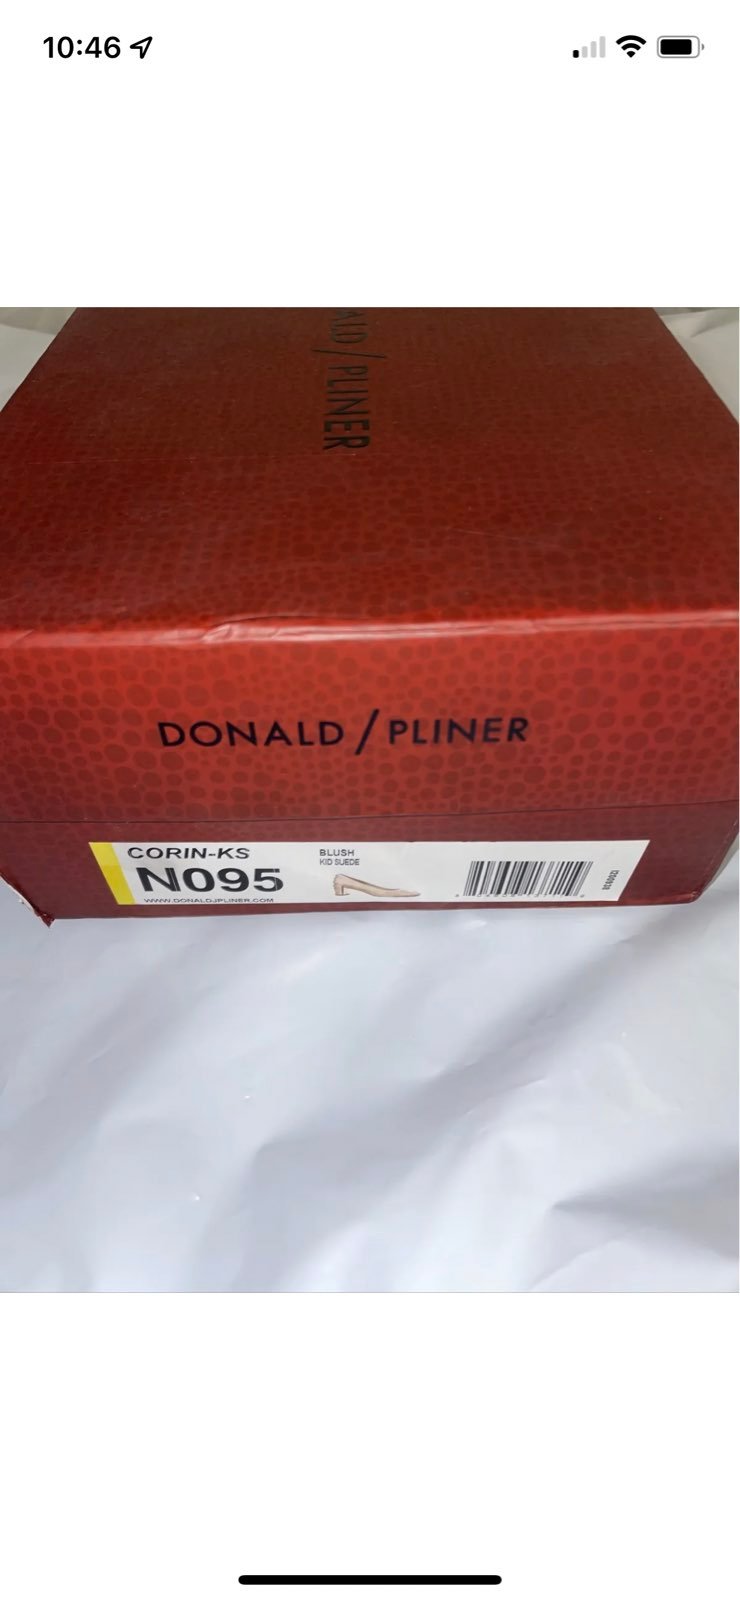 10:46
ALD / PLINER
DONALD / PLINER
CORIN-KS
N095
WWW.DONALDJPLINER.COM
BLUSH
KID SUEDE